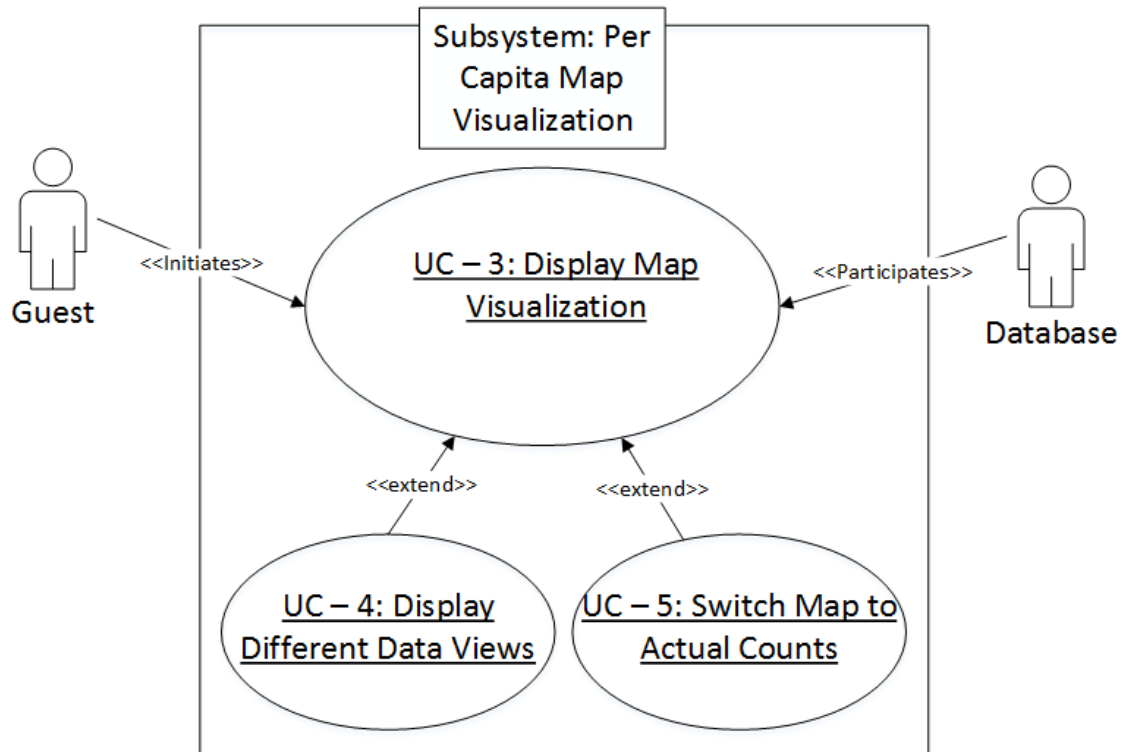 Subsystem: Per
Capita Map
Visualization
<<Initiates>>
Guest
UC – 3: Display Map
Visualization
<<Participates>>
Database
<<extend>>
<<extend>>
UC – 4: Display
Different Data Views
UC – 5: Switch Map to
Actual Counts